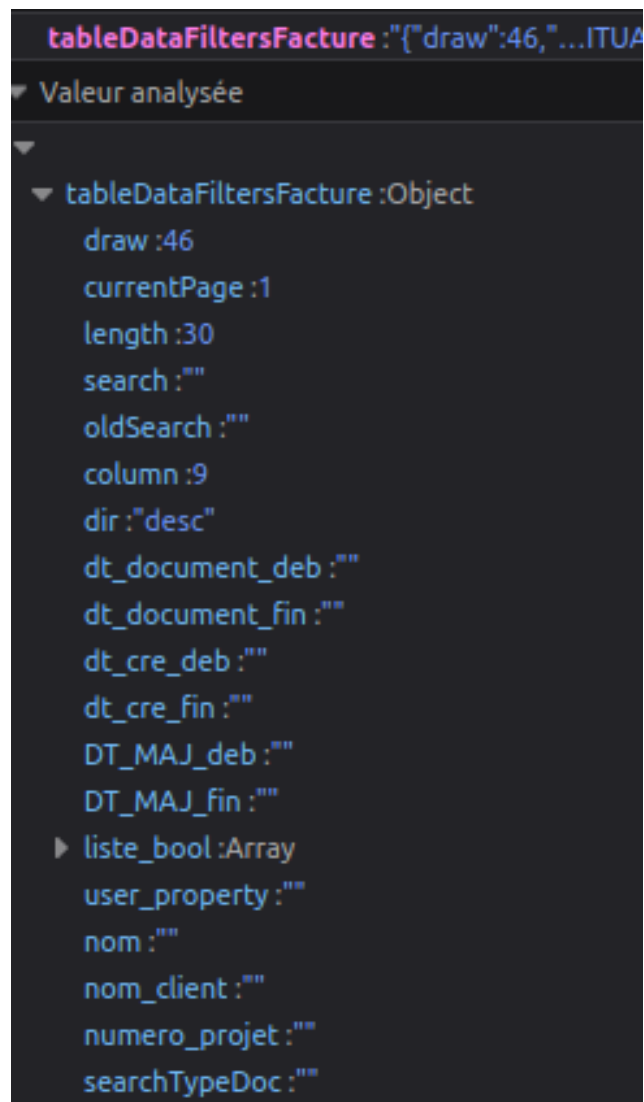 tableDataFiltersFacture :"{"draw":46,"…ITUA
Valeur analysée
tableDataFiltersFacture :Object
draw :46
currentPage :1
length :30
search :""
oldSearch :""
column :9
dir :"desc"
dt_document_deb :""
dt_document_fin :""
dt_cre_deb :""
dt_cre_fin :""
DT_MAJ_deb :""
DT_MAJ_fin :""
liste_bool :Array
user_property :""
nom :""
nom_client :""
numero_projet :""
searchTypeDoc :""